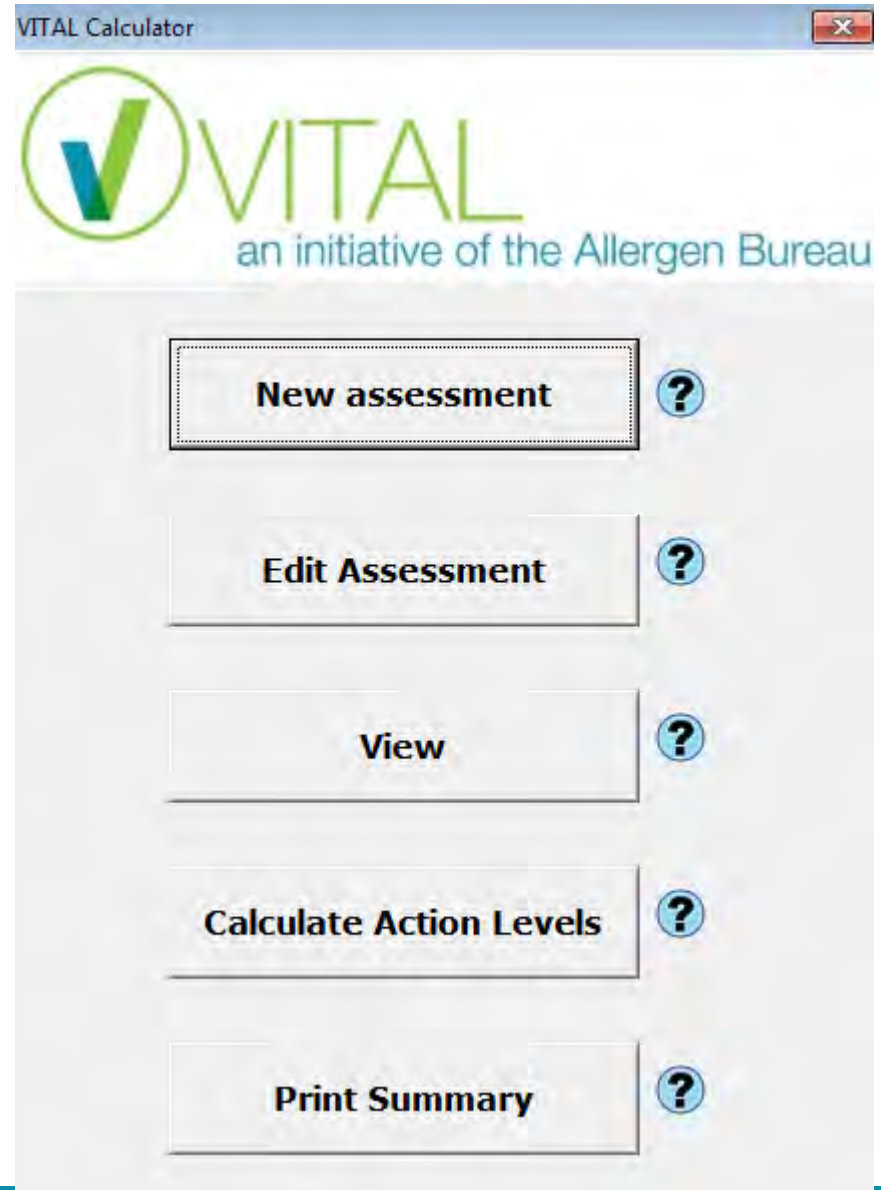 VITAL Calculator
VITAL
an initiative of the Allergen Bureau
New assessment ?
Edit Assessment ?
View ?
Calculate Action Levels ?
Print Summary ?